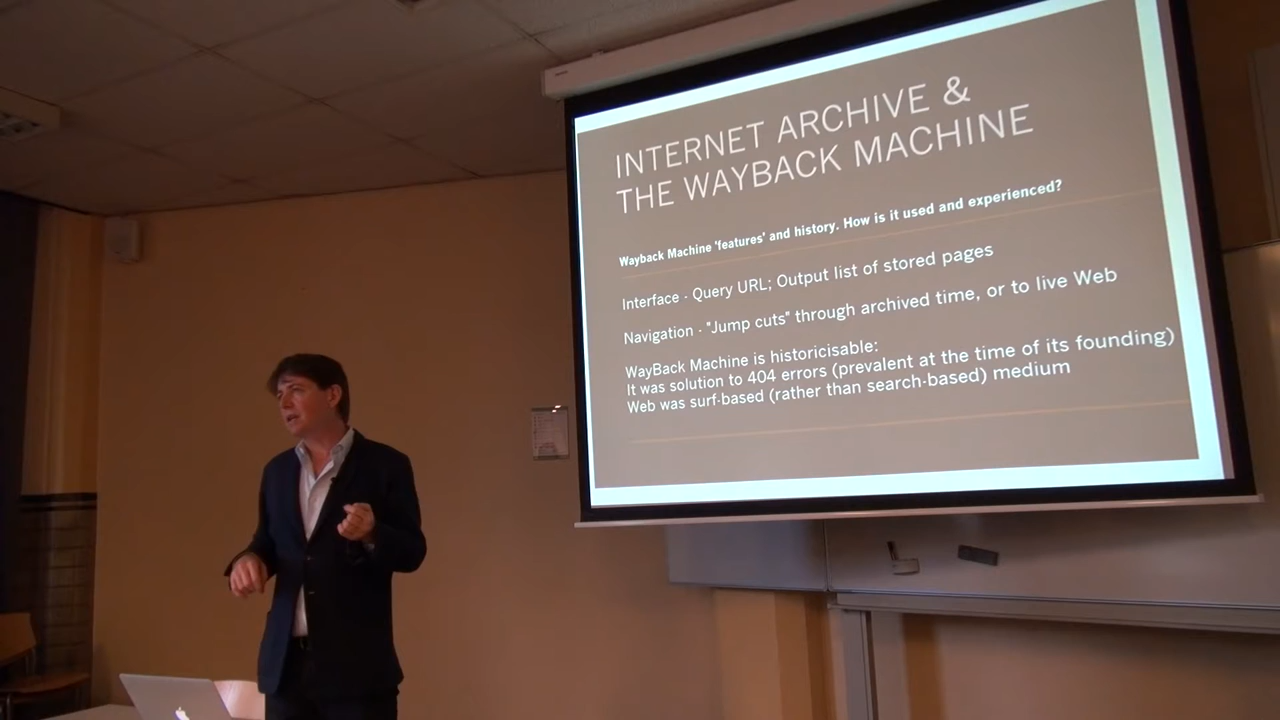 INTERNET ARCHIVE &
THE WAYBACK MACHINE
Wayback Machine 'features' and history. How is it used and experienced?
Interface - Query URL; Output list of stored pages
Navigation - "Jump cuts" through archived time, or to live Web
WayBack Machine is historicisable:
It was solution to 404 errors (prevalent at the time of its founding)
Web was surf-based (rather than search-based) medium